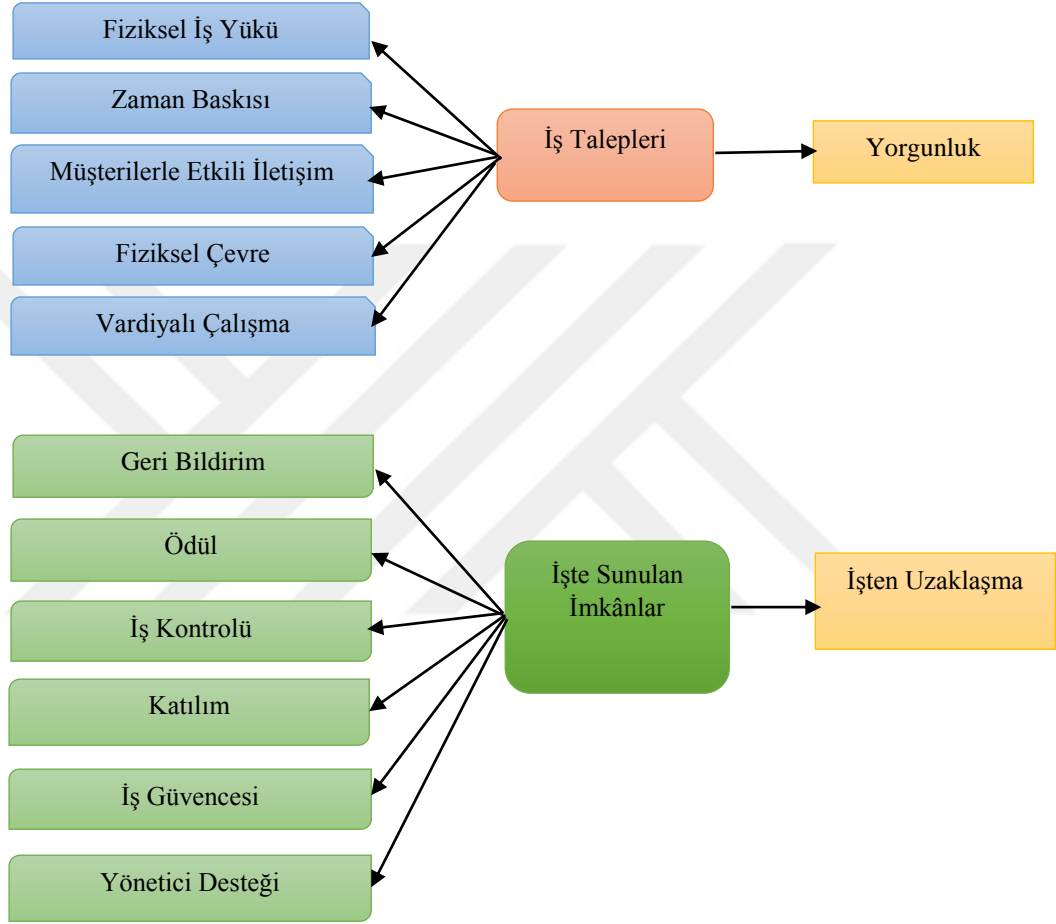 Fiziksel İş Yükü
Zaman Baskısı
Müşterilerle Etkili İletişim
Fiziksel Çevre
Vardiyalı Çalışma
İş Talepleri
Yorgunluk
Geri Bildirim
Ödül
İş Kontrolü
Katılım
İş Güvencesi
Yönetici Desteği
İşte Sunulan
İmkânlar
İşten Uzaklaşma